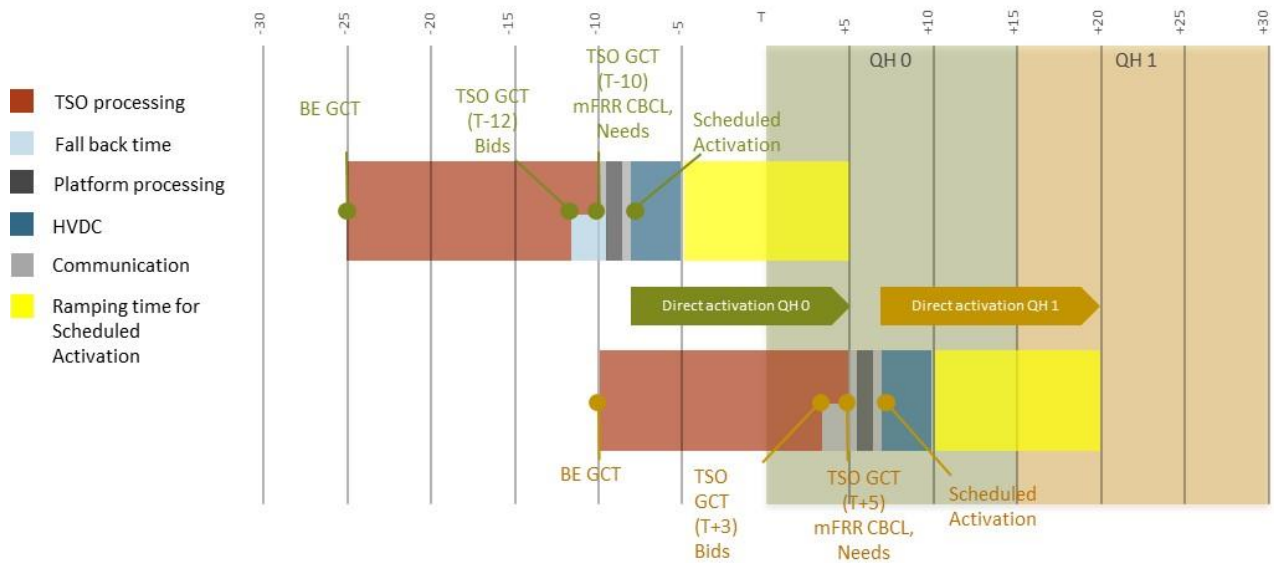 -30
-25
-20
-15
-10
-5
T
+5
+10
+15
+20
+25
+30
QH 0
QH 1
TSO processing
Fall back time
Platform processing
HVDC
Communication
Ramping time for
Scheduled
Activation
BE GCT
TSO GCT
(T-12)
Bids
TSO GCT
(T-10)
mFRR CBCL,
Needs
Scheduled
Activation
Direct activation QH 0
Direct activation QH 1
BE GCT
TSO
GCT
(T+3)
Bids
TSO GCT
(T+5)
mFRR CBCL,
Needs
Scheduled
Activation